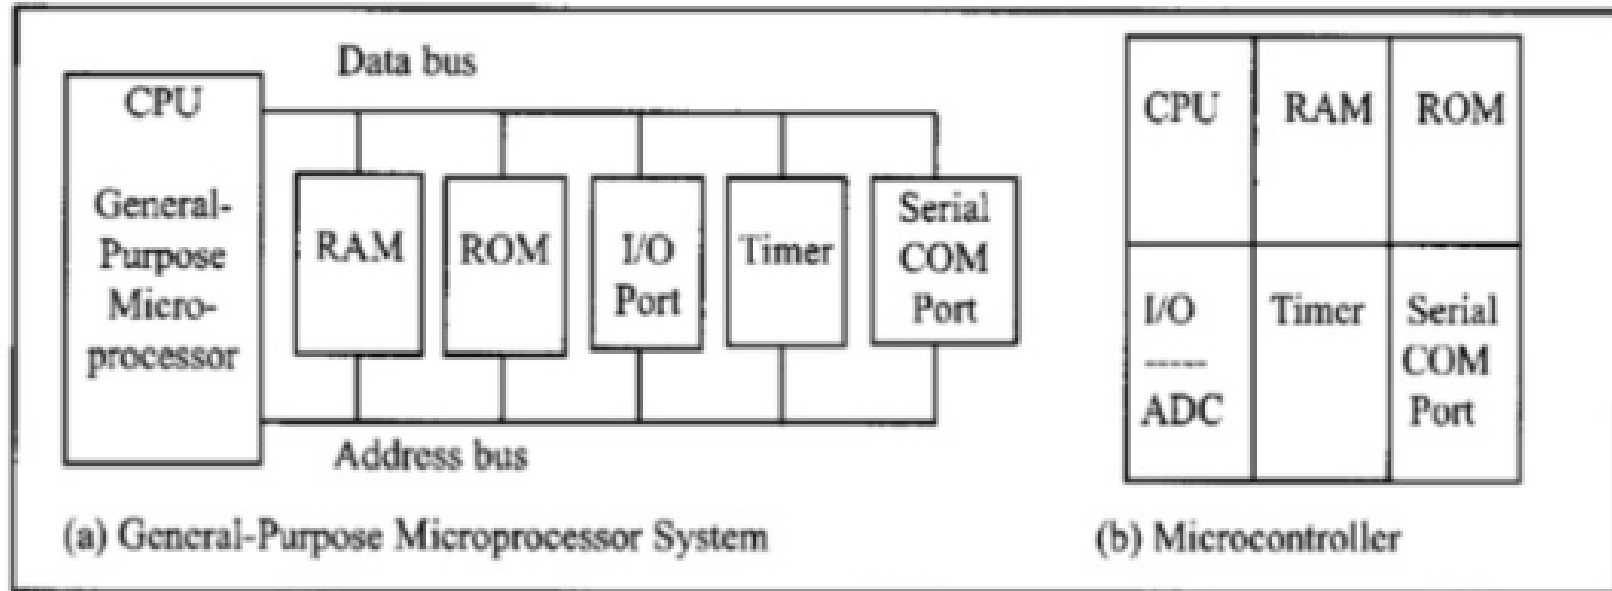 Data bus
CPU
General-
Purpose
Micro-
processor
RAM
ROM
I/O
Port
Timer
Serial
COM
Port
Address bus
(a) General-Purpose Microprocessor System
CPU
RAM
ROM
I/O
-----
ADC
Timer
Serial
COM
Port
(b) Microcontroller